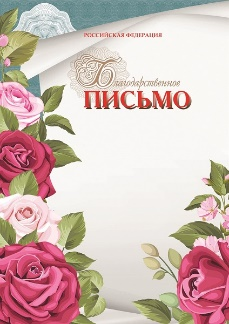 РОССИЙСКАЯ ФЕДЕРАЦИЯ
Благодарственное
ПИСЬМО